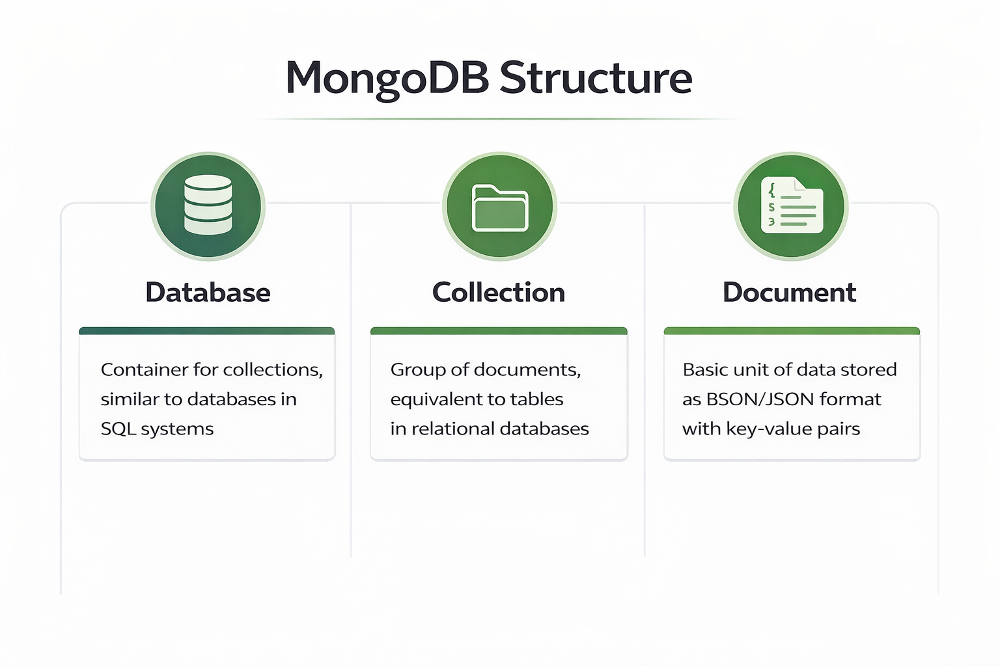 MongoDB Structure
Database
Container for collections,
similar to databases in
SQL systems
Collection
Group of documents,
equivalent to tables
in relational databases
{
S
3
Document
Basic unit of data stored
as BSON/JSON format
with key-value pairs